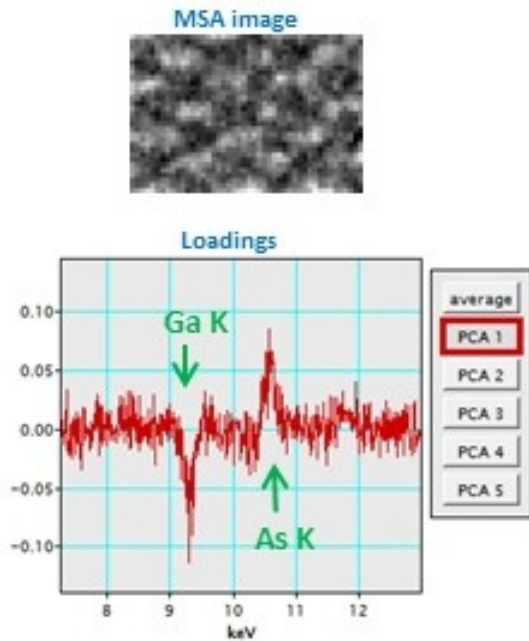 MSA image
Loadings
0.10
0.05
0.00
-0.05
-0.10
Ga K
As K
8 9 10 11 12
keV
average
PCA 1
PCA 2
PCA 3
PCA 4
PCA 5